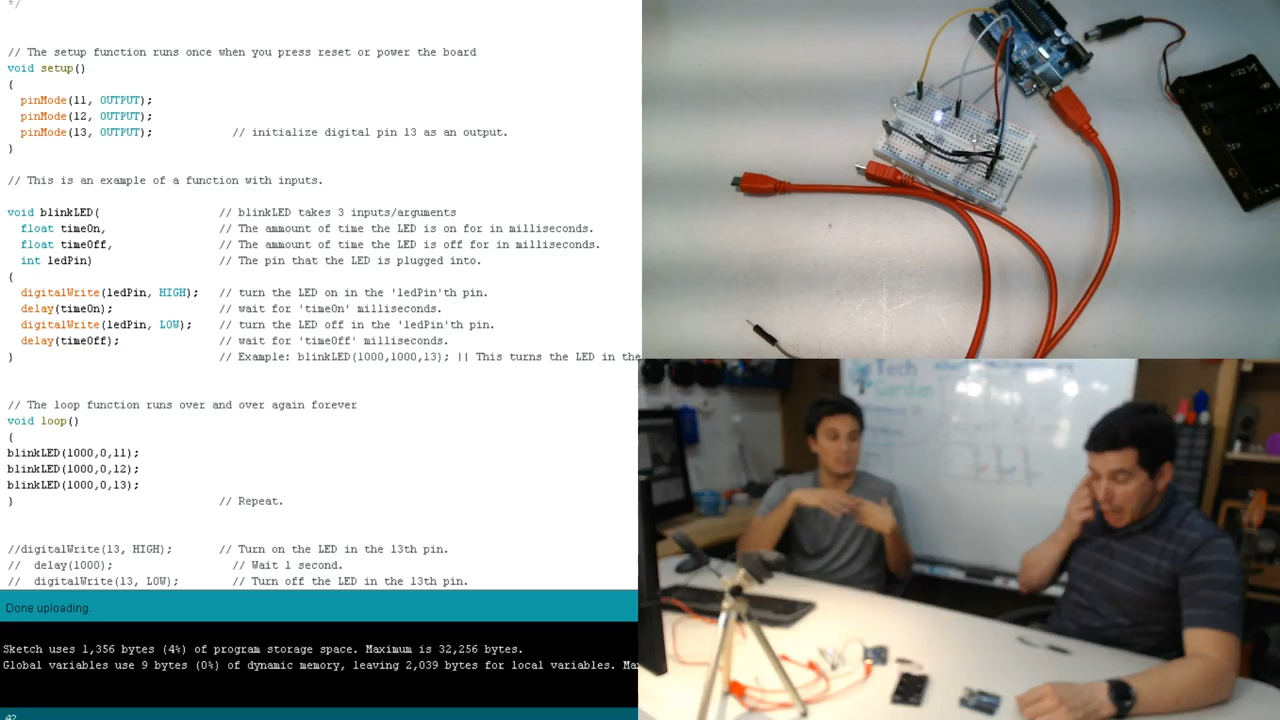 */
// The setup function runs once when you press reset or power the board
void setup()
{
pinMode(11, OUTPUT);
pinMode(12, OUTPUT);
pinMode(13, OUTPUT); // initialize digital pin 13 as an output.
}
// This is an example of a function with inputs.
void blinkLED( // blinkLED takes 3 inputs/arguments
float timeOn, // The ammount of time the LED is on for in milliseconds.
float timeOff, // The ammount of time the LED is off for in milliseconds.
int ledPin) // The pin that the LED is plugged into.
{
digitalWrite(ledPin, HIGH); // turn the LED on in the 'ledPin'th pin.
delay(timeOn); // wait for 'timeOn' milliseconds.
digitalWrite(ledPin, LOW); // turn the LED off in the 'ledPin'th pin.
delay(timeOff); // wait for 'timeOff' milliseconds.
} // Example: blinkLED(1000,1000,13); || This turns the LED in the
// The loop function runs over and over again forever
void loop()
{
blinkLED(1000,0,11);
blinkLED(1000,0,12);
blinkLED(1000,0,13);
} // Repeat.
//digitalWrite(13, HIGH); // Turn on the LED in the 13th pin.
// delay(1000); // Wait 1 second.
// digitalWrite(13, LOW); // Turn off the LED in the 13th pin.
Done uploading.
Sketch uses 1,356 bytes (4%) of program storage space. Maximum is 32,256 bytes.
Global variables use 9 bytes (0%) of dynamic memory, leaving 2,039 bytes for local variables. Ma
42
Tech
Garden